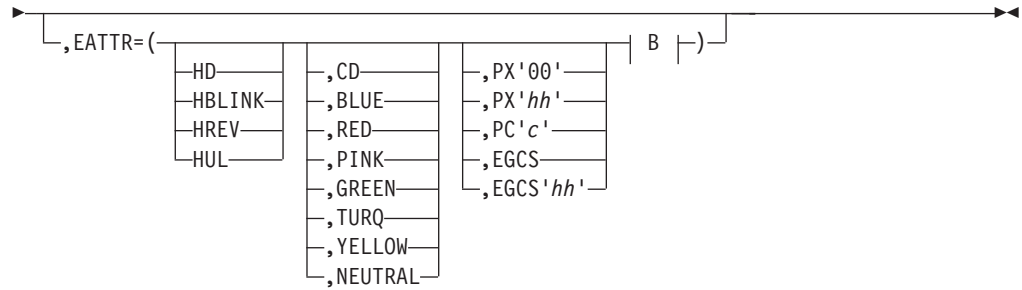 ,EATTR=( B )
HD ,CD ,PX'00'
HBLINK ,BLUE ,PX'hh'
HREV ,RED ,PC'c'
HUL ,PINK ,EGCS
,GREEN ,EGCS'hh'
,TURQ
,YELLOW
,NEUTRAL